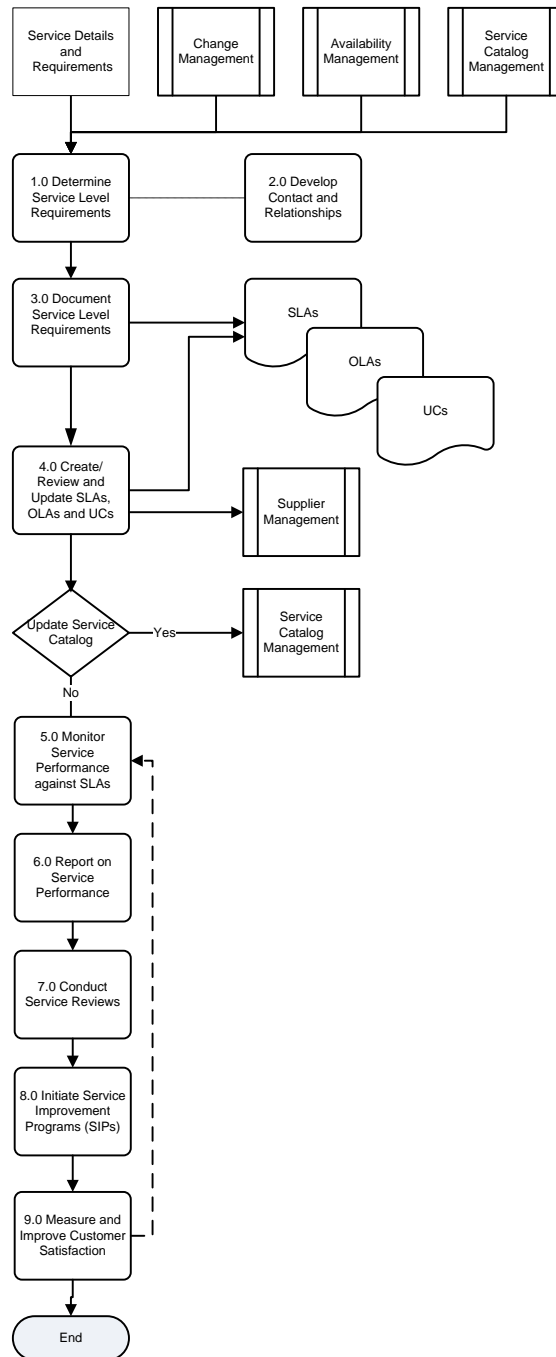 Service Details
and
Requirements
Change
Management
Availability
Management
Service
Catalog
Management
1.0 Determine
Service Level
Requirements
2.0 Develop
Contact and
Relationships
3.0 Document
Service Level
Requirements
SLAs
OLAs
UCs
4.0 Create/
Review and
Update SLAs,
OLAs and UCs
Supplier
Management
Update Service
Catalog
Yes
Service
Catalog
Management
No
5.0 Monitor
Service
Performance
against SLAs
6.0 Report on
Service
Performance
7.0 Conduct
Service Reviews
8.0 Initiate Service
Improvement
Programs (SIPs)
9.0 Measure and
Improve Customer
Satisfaction
End